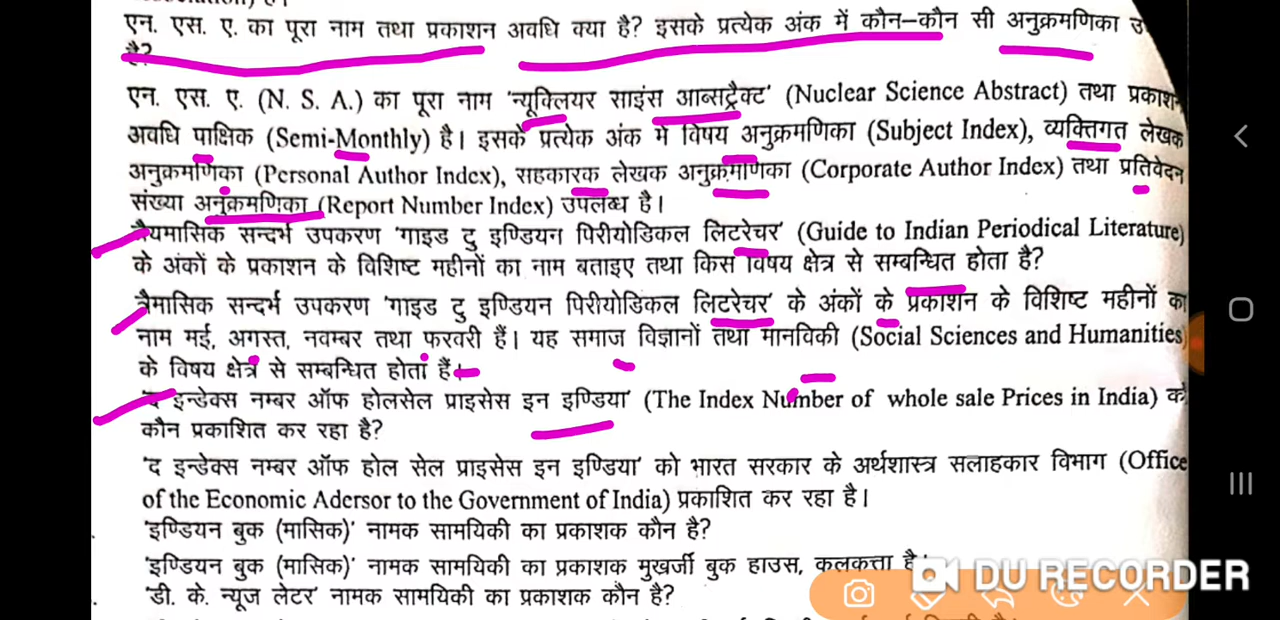 एन. एस. ए. का पूरा नाम तथा प्रकाशन अवधि क्या है? इसके प्रत्येक अंक में कौन-कौन सी अनुक्रमणिका
है?
एन. एस. ए. (N. S. A.) का पूरा नाम 'न्यूक्लियर साइंस आब्सट्रैक्ट' (Nuclear Science Abstract) तथा प्रकाशन
अवधि पाक्षिक (Semi-Monthly) है। इसके प्रत्येक अंक में विषय अनुक्रमणिका (Subject Index), व्यक्तिगत लेखक
अनुक्रमणिका (Personal Author Index), सहकारक लेखक अनुक्रमणिका (Corporate Author Index) तथा प्रतिवेदन
संख्या अनुक्रमणिका (Report Number Index) उपलब्ध है।
त्रैयमासिक सन्दर्भ उपकरण 'गाइड टु इण्डियन पिरीयोडिकल लिटरेचर' (Guide to Indian Periodical Literature)
के अंकों के प्रकाशन के विशिष्ट महीनों का नाम बताइए तथा किस विषय क्षेत्र से सम्बन्धित होता है?
त्रैमासिक सन्दर्भ उपकरण 'गाइड टु इण्डियन पिरीयोडिकल लिटरेचर' के अंकों के प्रकाशन के विशिष्ट महीनों का
नाम मई, अगस्त, नवम्बर तथा फरवरी हैं। यह समाज विज्ञानों तथा मानविकी (Social Sciences and Humanities)
के विषय क्षेत्र से सम्बन्धित होता हैं।
'द इन्डेक्स नम्बर ऑफ होलसेल प्राइसेस इन इण्डिया' (The Index Number of whole sale Prices in India) को
कौन प्रकाशित कर रहा है?
'द इन्डेक्स नम्बर ऑफ होल सेल प्राइसेस इन इण्डिया' को भारत सरकार के अर्थशास्त्र सलाहकार विभाग (Office
of the Economic Adersor to the Government of India) प्रकाशित कर रहा है।
'इण्डियन बुक (मासिक)' नामक सामयिकी का प्रकाशक कौन है?
'इण्डियन बुक (मासिक)' नामक सामयिकी का प्रकाशक मुखर्जी बुक हाउस, कलकत्ता है।
DU RECORDER
'डी. के. न्यूज लेटर' नामक सामयिकी का प्रकाशक कौन है?